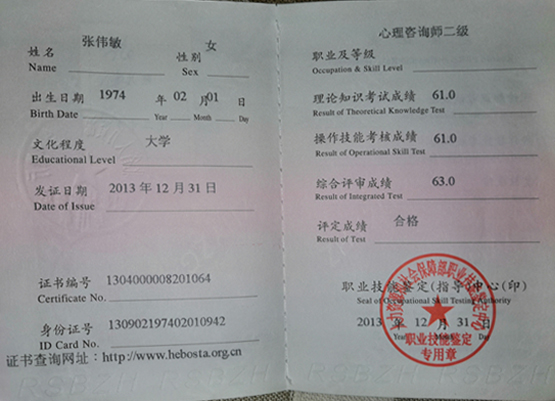 姓名 张伟敏 性别 女
Name Sex
出生日期 1974 年 02 月 01 日
Birth Date Year Month Day
文化程度 大学
Educational Level
发证日期 2013 年 12 月 31 日
Date of Issue
证书编号 1304000008201064
Certificate No.
身份证号 130902197402010942
ID Card No.
证书查询网址：http://www.hebosta.org.cn
心理咨询师二级
职业及等级
Occupation & Skill Level
理论知识考试成绩 61.0
Result of Theoretical Knowledge Test
操作技能考核成绩 61.0
Result of Operational Skill Test
综合评审成绩 63.0
Result of Integrated Test
评定成绩 合格
Result of Test
职业技能鉴定(指导)中心(印)
Seal of Occupational Skill Testing Authority
2013 年 12 月 31 日
职业技能鉴定
专用章